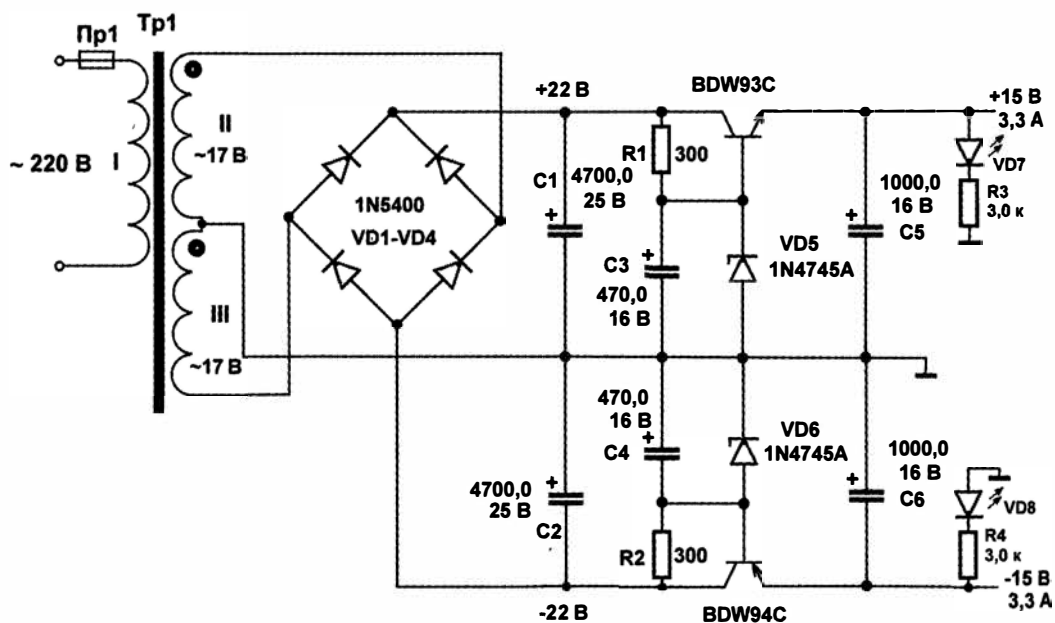 Пр1
Тр1
~ 220 В
I
II
~17 В
III
~17 В
1N5400
VD1-VD4
+22 В
C1
4700,0
25 В
R1
300
BDW93C
C3
470,0
16 В
VD5
1N4745A
1000,0
16 В
C5
+15 В
3,3 А
VD7
R3
3,0 к
4700,0
25 В
C2
470,0
16 В
C4
R2
300
VD6
1N4745A
BDW94C
1000,0
16 В
C6
VD8
R4
3,0 к
-15 В
3,3 А
-22 В